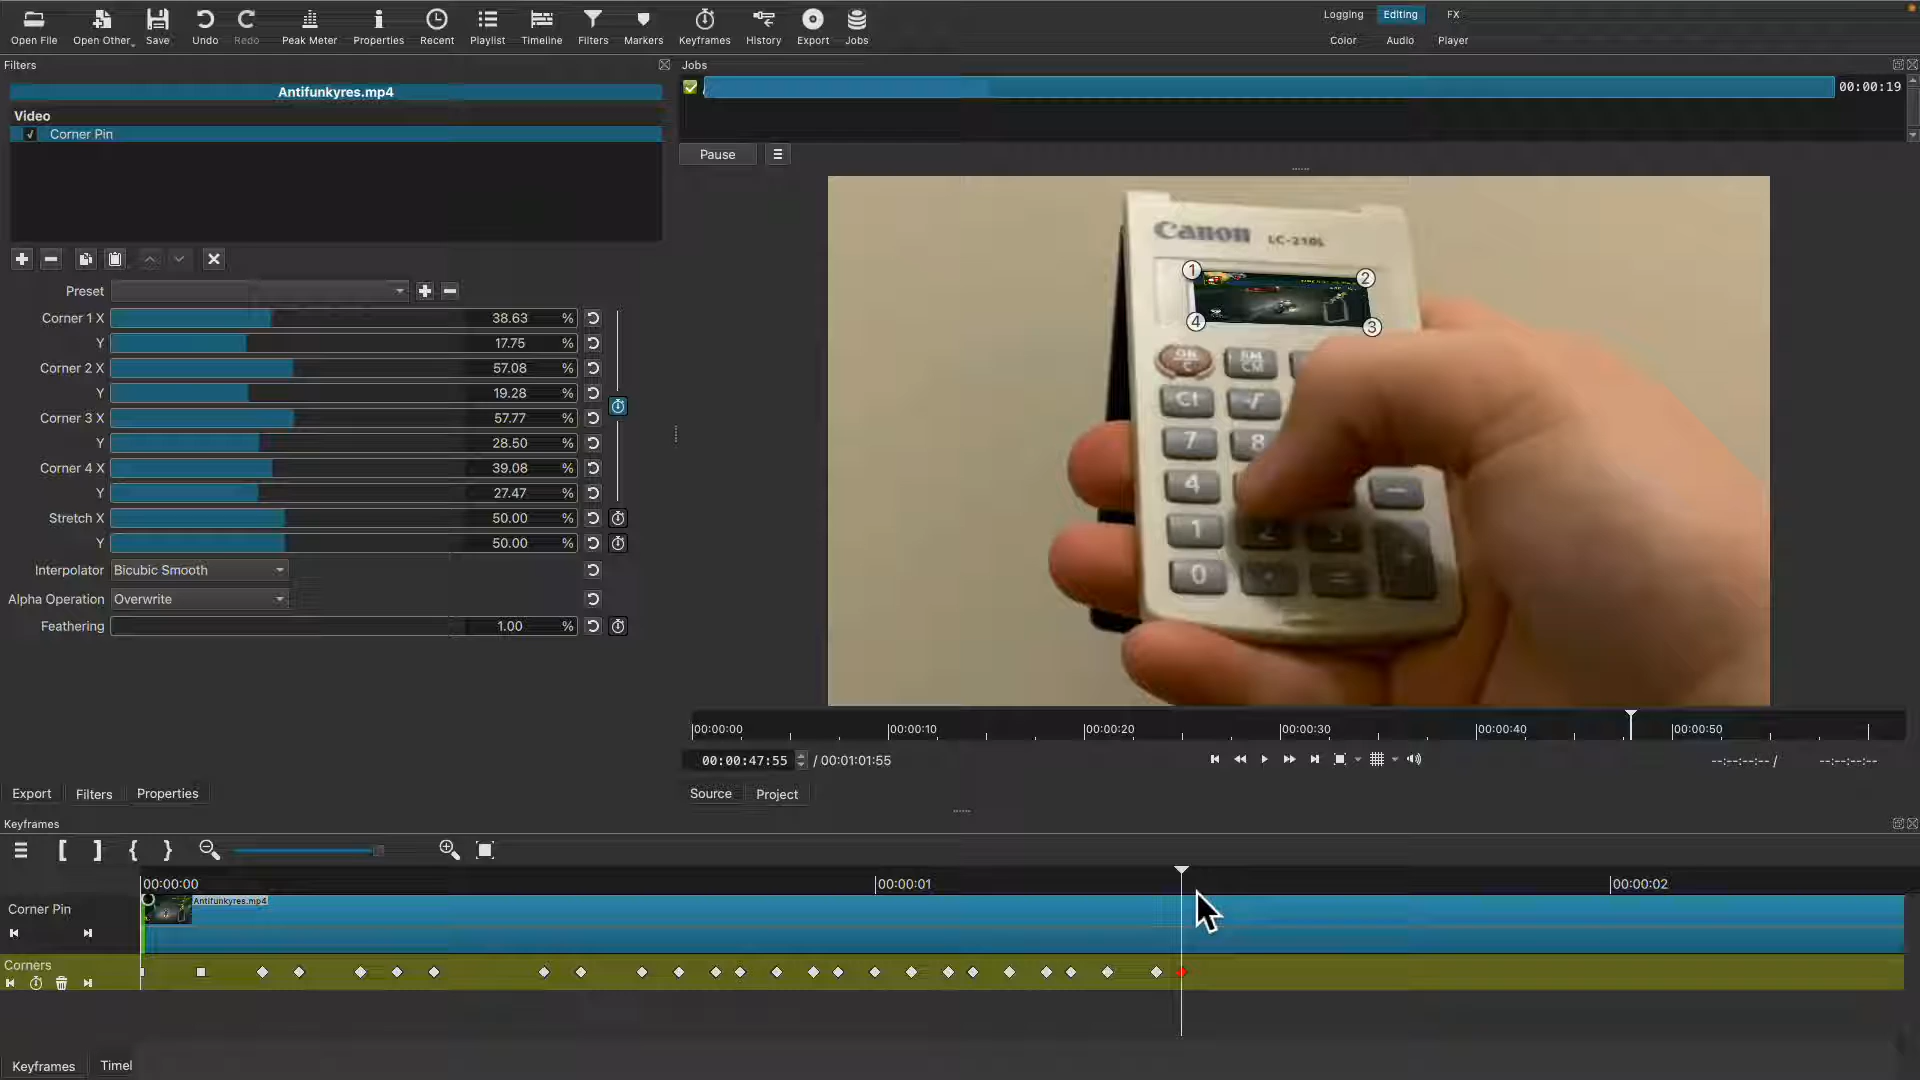 Open File
Open Other
Save
Undo
Redo
Peak Meter
Properties
Recent
Playlist
Timeline
Filters
Markers
Keyframes
History
Export
Jobs
Logging
Editing
FX
Color
Audio
Player
Filters
Jobs
Antifunkyres.mp4
00:00:19
Video
Corner Pin
Pause
Preset
Corner 1 X 38.63 %
Y 17.75 %
Corner 2 X 57.08 %
Y 19.28 %
Corner 3 X 57.77 %
Y 28.50 %
Corner 4 X 39.08 %
Y 27.47 %
Stretch X 50.00 %
Y 50.00 %
Interpolator Bicubic Smooth
Alpha Operation Overwrite
Feathering 1.00 %
Canon LC-210L
1
2
4
3
ON/C
RM CM
CI √
7 8
4 −
1 2 3
0 · =
00:00:00 00:00:10 00:00:20 00:00:30 00:00:40 00:00:50
00:00:47:55 / 00:01:01:55
--:--:--:-- / --:--:--:--
Export Filters Properties
Source Project
Keyframes
00:00:00 00:00:01 00:00:02
Antifunkyres.mp4
Corner Pin
Corners
Keyframes Timel